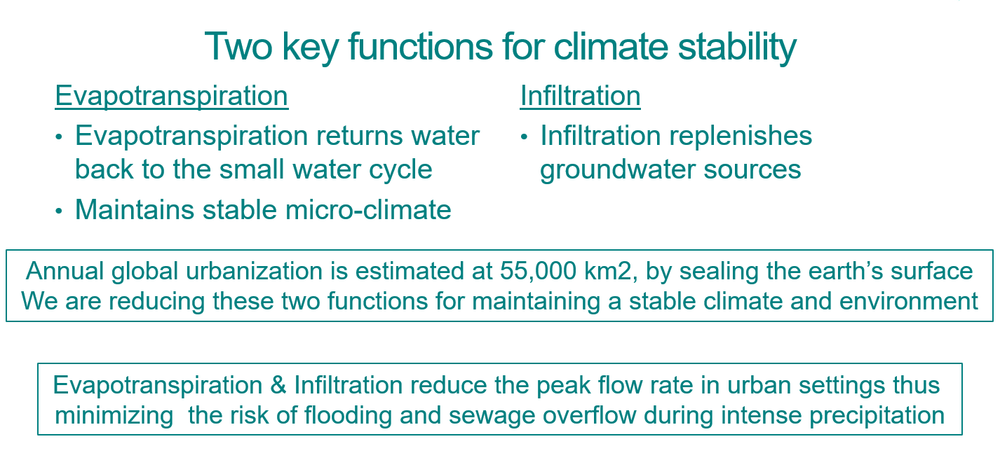 Two key functions for climate stability
Evapotranspiration
• Evapotranspiration returns water
back to the small water cycle
• Maintains stable micro-climate
Infiltration
• Infiltration replenishes
groundwater sources
Annual global urbanization is estimated at 55,000 km2, by sealing the earth’s surface
We are reducing these two functions for maintaining a stable climate and environment
Evapotranspiration & Infiltration reduce the peak flow rate in urban settings thus
minimizing  the risk of flooding and sewage overflow during intense precipitation